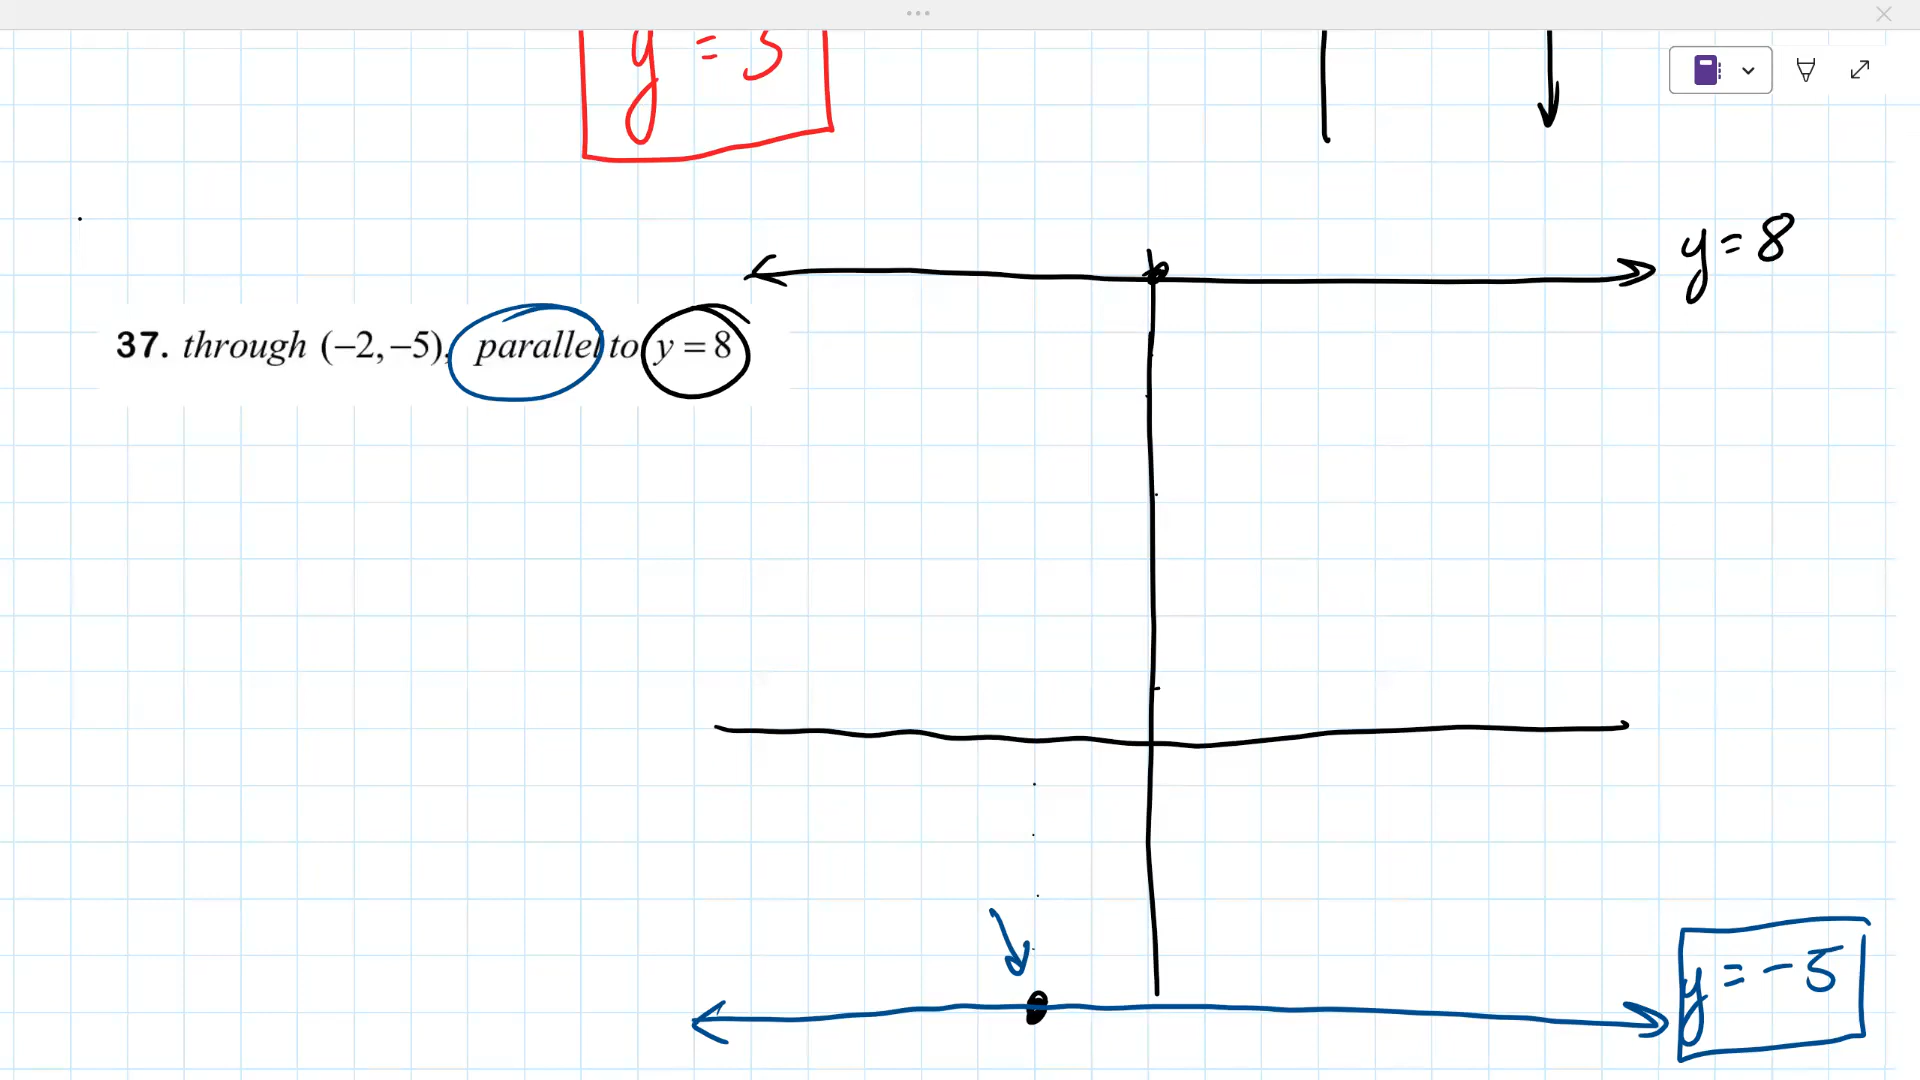 y = 5
y = 8
37. through (−2,−5), parallel to y = 8
y = −5